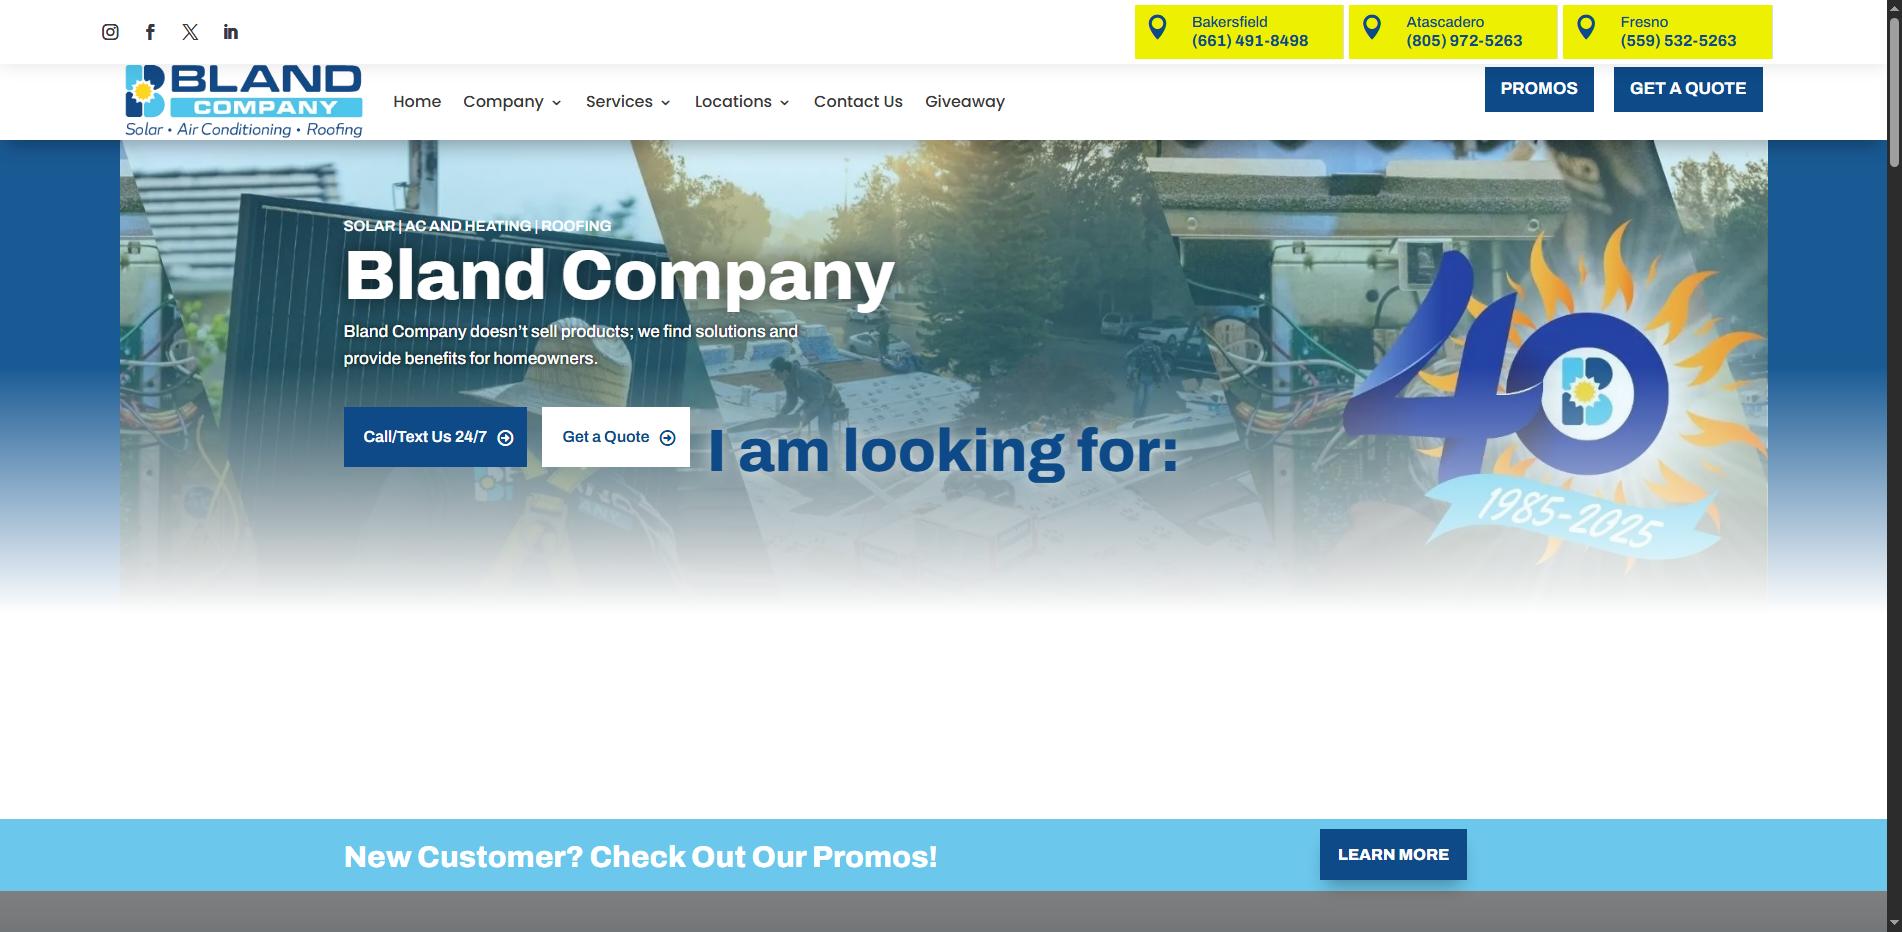 Bakersfield
(661) 491-8498
Atascadero
(805) 972-5263
Fresno
(559) 532-5263
BLAND
COMPANY
Solar • Air Conditioning • Roofing
Home
Company
Services
Locations
Contact Us
Giveaway
PROMOS
GET A QUOTE
SOLAR | AC AND HEATING | ROOFING
Bland Company
Bland Company doesn’t sell products; we find solutions and
provide benefits for homeowners.
Call/Text Us 24/7
Get a Quote
I am looking for:
40
1985-2025
New Customer? Check Out Our Promos!
LEARN MORE